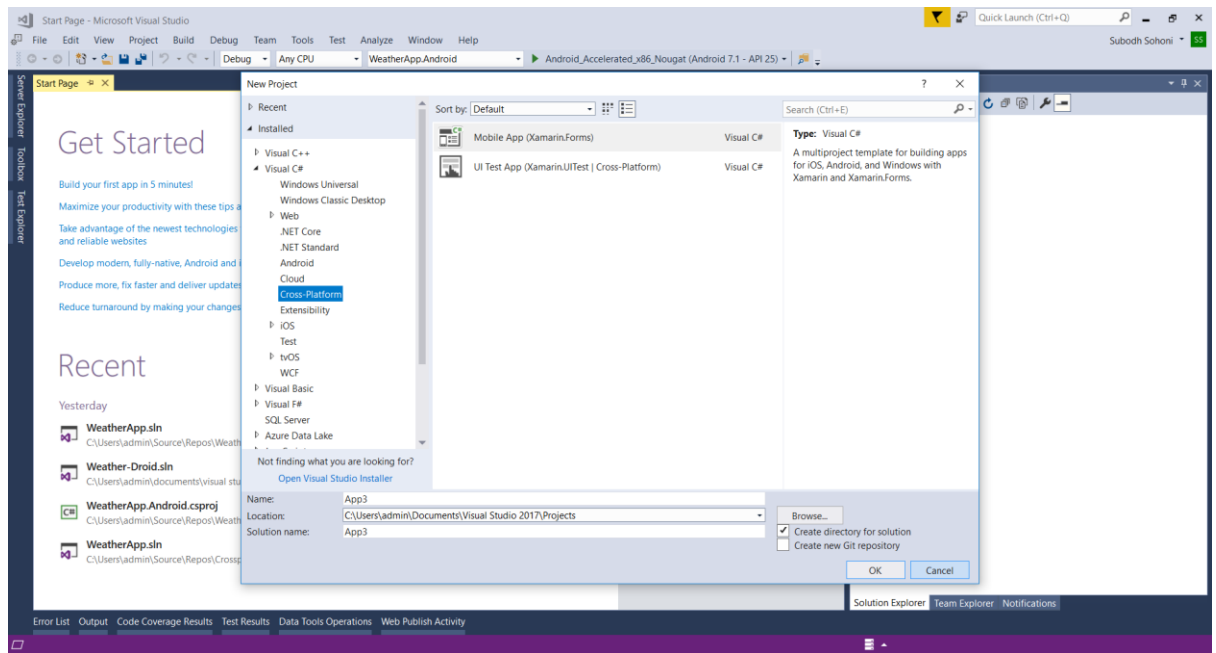 Start Page - Microsoft Visual Studio
Quick Launch (Ctrl+Q)
File Edit View Project Build Debug Team Tools Test Analyze Window Help
Subodh Sohoni
SS
Debug Any CPU WeatherApp.Android Android_Accelerated_x86_Nougat (Android 7.1 - API 25)
Server Explorer
Toolbox
Test Explorer
Start Page
Get Started
Build your first app in 5 minutes!
Maximize your productivity with these tips a
Take advantage of the newest technologies
and reliable websites
Develop modern, fully-native, Android and i
Produce more, fix faster and deliver updates
Reduce turnaround by making your changes
Recent
Yesterday
WeatherApp.sln
C:\Users\admin\Source\Repos\Weath
Weather-Droid.sln
C:\Users\admin\documents\visual stu
WeatherApp.Android.csproj
C:\Users\admin\Source\Repos\Weath
WeatherApp.sln
C:\Users\admin\Source\Repos\Crossp
New Project
?
Recent
Installed
Visual C++
Visual C#
Windows Universal
Windows Classic Desktop
Web
.NET Core
.NET Standard
Android
Cloud
Cross-Platform
Extensibility
iOS
Test
tvOS
WCF
Visual Basic
Visual F#
SQL Server
Azure Data Lake
Not finding what you are looking for?
Open Visual Studio Installer
Sort by: Default
Search (Ctrl+E)
Mobile App (Xamarin.Forms) Visual C#
UI Test App (Xamarin.UITest | Cross-Platform) Visual C#
Type: Visual C#
A multiproject template for building apps
for iOS, Android, and Windows with
Xamarin and Xamarin.Forms.
Name: App3
Location: C:\Users\admin\Documents\Visual Studio 2017\Projects
Browse...
Solution name: App3
Create directory for solution
Create new Git repository
OK Cancel
Solution Explorer Team Explorer Notifications
Error List Output Code Coverage Results Test Results Data Tools Operations Web Publish Activity